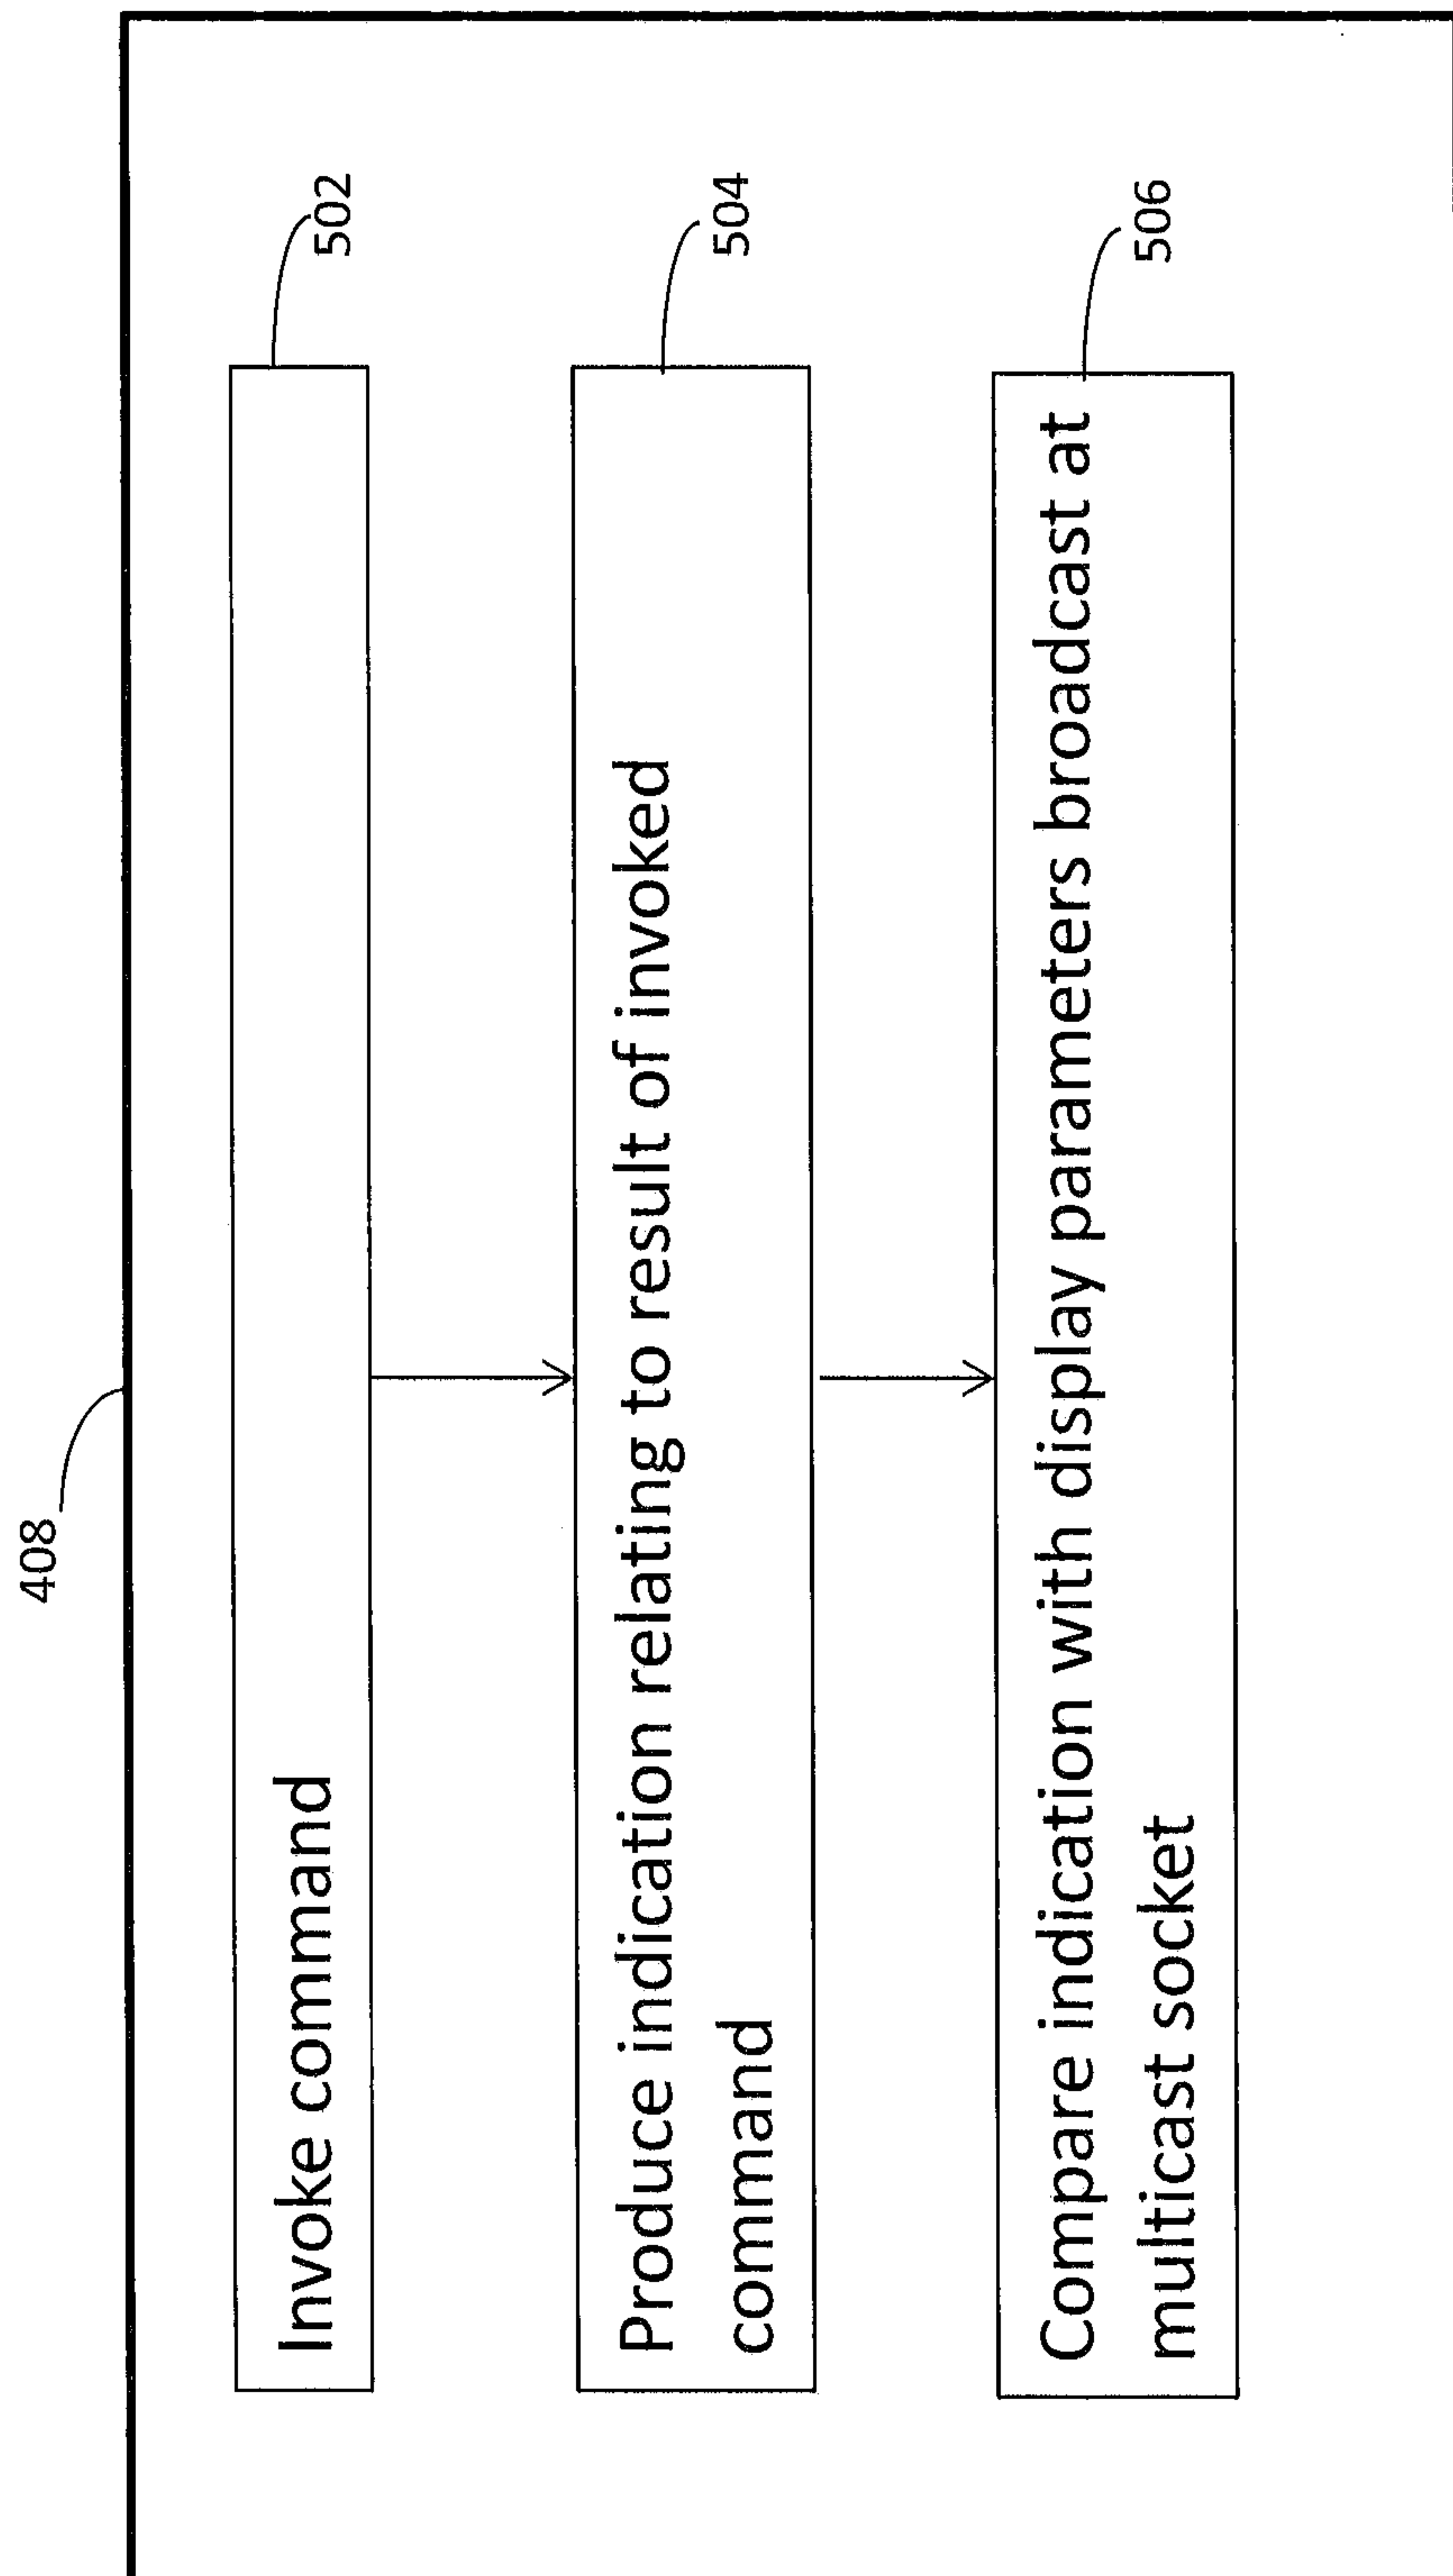 408
Invoke command
502
Produce indication relating to result of invoked
command
504
Compare indication with display parameters broadcast at
multicast socket
506